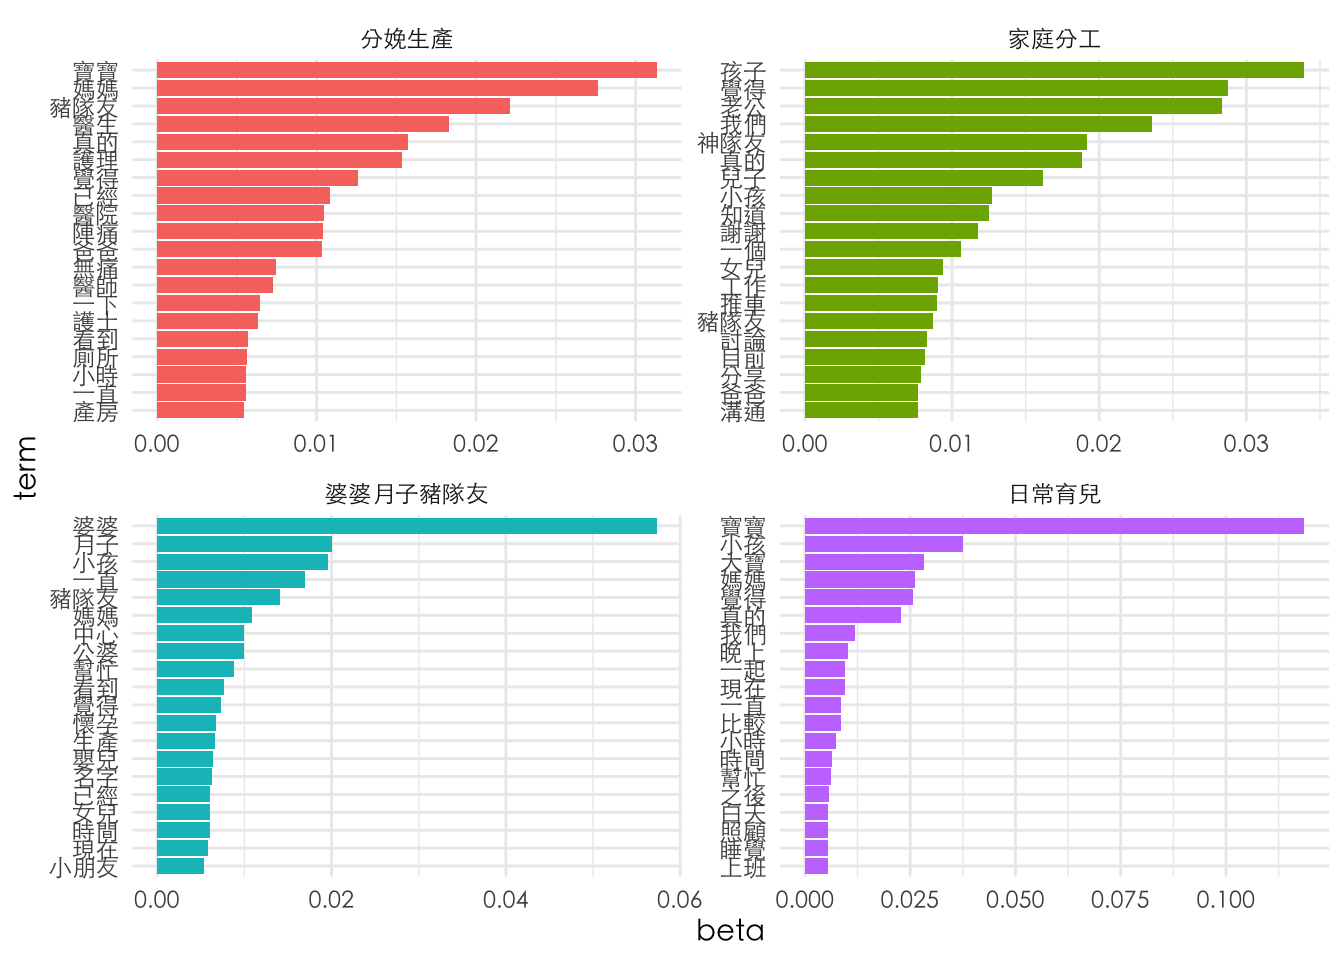 分娩生產
寶寶
媽媽
豬隊友
醫生
真的
護理
覺得
已經
醫院
陣痛
爸爸
無痛
醫師
一下
護士
看到
廁所
小時
一直
產房
0.00 0.01 0.02 0.03
家庭分工
孩子
覺得
老公
我們
神隊友
真的
兒子
小孩
知道
謝謝
一個
女兒
工作
推車
豬隊友
討論
目前
分享
爸爸
溝通
0.00 0.01 0.02 0.03
婆婆月子豬隊友
婆婆
月子
小孩
一直
豬隊友
媽媽
中心
公婆
幫忙
看到
覺得
懷孕
生產
嬰兒
名字
已經
女兒
時間
現在
小朋友
0.00 0.02 0.04 0.06
日常育兒
寶寶
小孩
大寶
媽媽
覺得
真的
我們
晚上
一起
現在
一直
比較
小時
時間
幫忙
之後
白天
照顧
睡覺
上班
0.000 0.025 0.050 0.075 0.100
term
beta